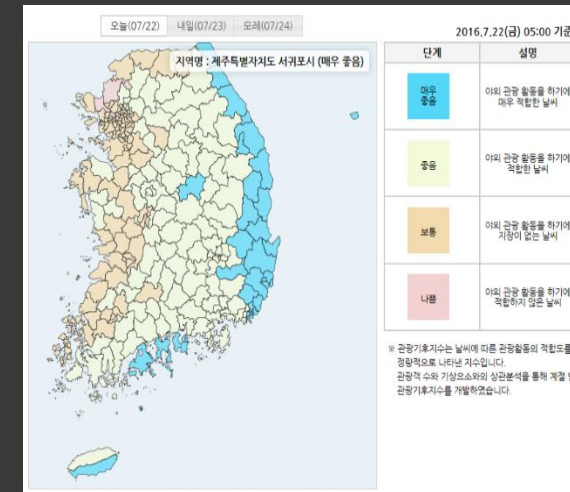 오늘(07/22) 내일(07/23) 모레(07/24)
2016.7.22(금) 05:00 기준
지역명 : 제주특별자치도 서귀포시 (매우 좋음)
단계 설명
매우
좋음
야외 관광 활동을 하기에
매우 적합한 날씨
좋음
야외 관광 활동을 하기에
적합한 날씨
보통
야외 관광 활동을 하기에
지장이 없는 날씨
나쁨
야외 관광 활동을 하기에
적합하지 않은 날씨
※ 관광기후지수는 날씨에 따른 관광활동의 적합도를
정량적으로 나타낸 지수입니다.
관광객 수와 기상요소와의 상관분석을 통해 계절
관광기후지수를 개발하였습니다.